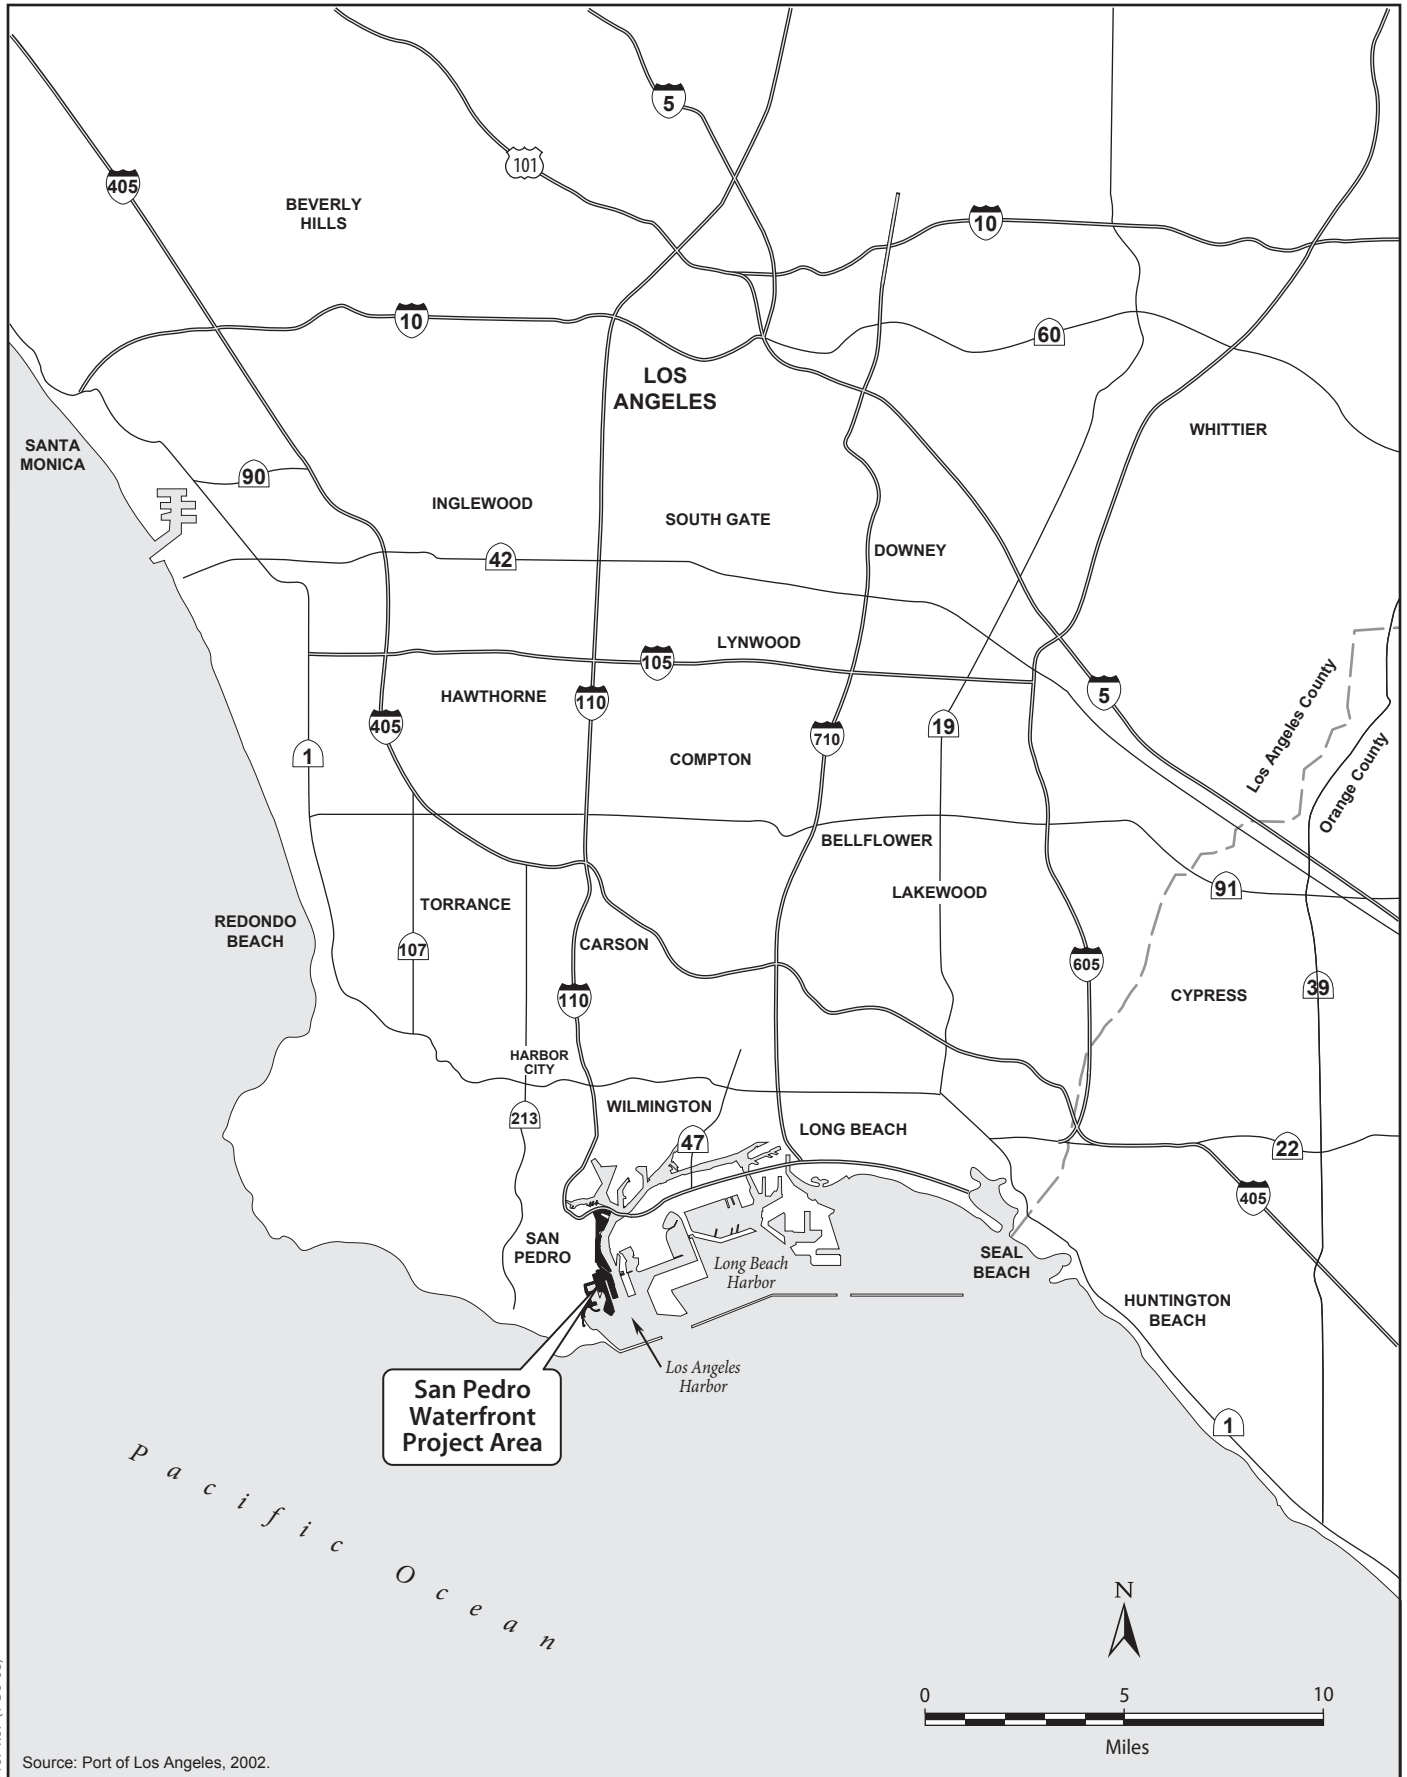 5
101
405
BEVERLY
HILLS
10
10
60
LOS
ANGELES
WHITTIER
SANTA
MONICA
90
INGLEWOOD
SOUTH GATE
DOWNEY
42
LYNWOOD
105
HAWTHORNE
110
5
405
19
710
1
COMPTON
Los Angeles County
Orange County
BELLFLOWER
LAKEWOOD
91
TORRANCE
REDONDO
BEACH
107
CARSON
605
CYPRESS
39
110
HARBOR
CITY
213
WILMINGTON
47
LONG BEACH
22
405
SAN
PEDRO
SEAL
BEACH
Long Beach
Harbor
HUNTINGTON
BEACH
Los Angeles
Harbor
San Pedro
Waterfront
Project Area
1
Pacific Ocean
N
0 5 10
Miles
Source: Port of Los Angeles, 2002.